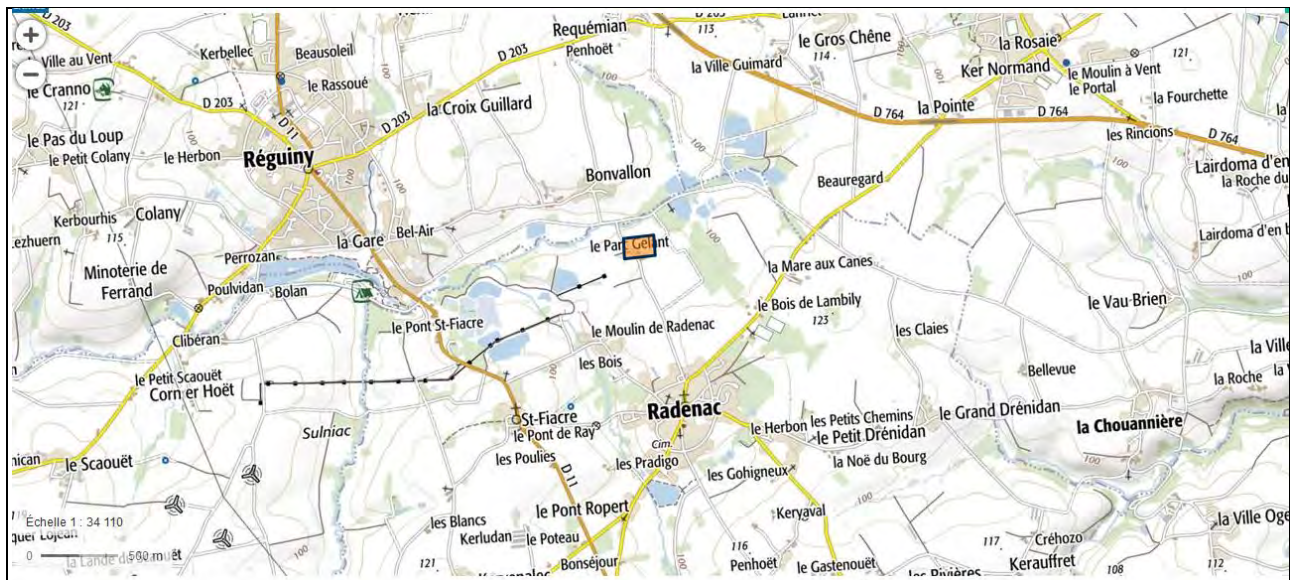 D 203
Requémian
Penhoët
113
Lanriet
le Gros Chêne
114
la Rosaie
121
Ker Normand
Kerbellec
Beausoleil
Ville au Vent
le Rassoué
D 203
le Cranno
121
D 203
D 11
D 203
la Croix Guillard
la Ville Guimard
D 764
la Pointe
D 764
le Moulin à Vent
le Portal
la Fourchette
les Rincions
D 764
le Pas du Loup
le Petit Colany
le Herbon
Réguiny
Bonvallon
Beauregard
Lairdoma d'en
la Roche du
Kerbourhis
Colany
115
Bel-Air
la Gare
Perrozan
le Parc Gelant
Lairdoma d'en b
Minoterie de
Ferrand
Poulvidan
Bolan
la Mare aux Canes
le Bois de Lambily
123
le Vau-Brien
Clibéran
le Pont St-Fiacre
le Moulin de Radenac
les Claies
les Bois
le Petit Scaouët
Corn er Hoët
Bellevue
la Ville
la Roche
Radenac
Sulniac
St-Fiacre
le Pont de Ray
le Herbon
les Petits Chemins
le Petit Drénidan
le Grand Drénidan
la Chouannière
Cim.
le Scaouët
les Poulies
D 11
les Pradigo
les Gohigneux
la Noë du Bourg
100
Échelle 1 : 34 110
0
500 m
les Blancs
Kerludan
le Poteau
le Pont Ropert
Keryaval
la Ville Oge
121
Bonséjour
116
Penhoët
le Gastenouët
117
Créhozo
Kerauffret
les Rivières
108
112